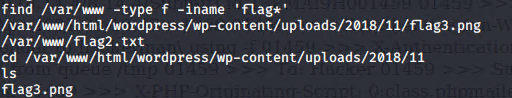 find /var/www -type f -iname 'flag*'
/var/www/html/wordpress/wp-content/uploads/2018/11/flag3.png
/var/www/flag2.txt
cd /var/www/html/wordpress/wp-content/uploads/2018/11
ls
flag3.png